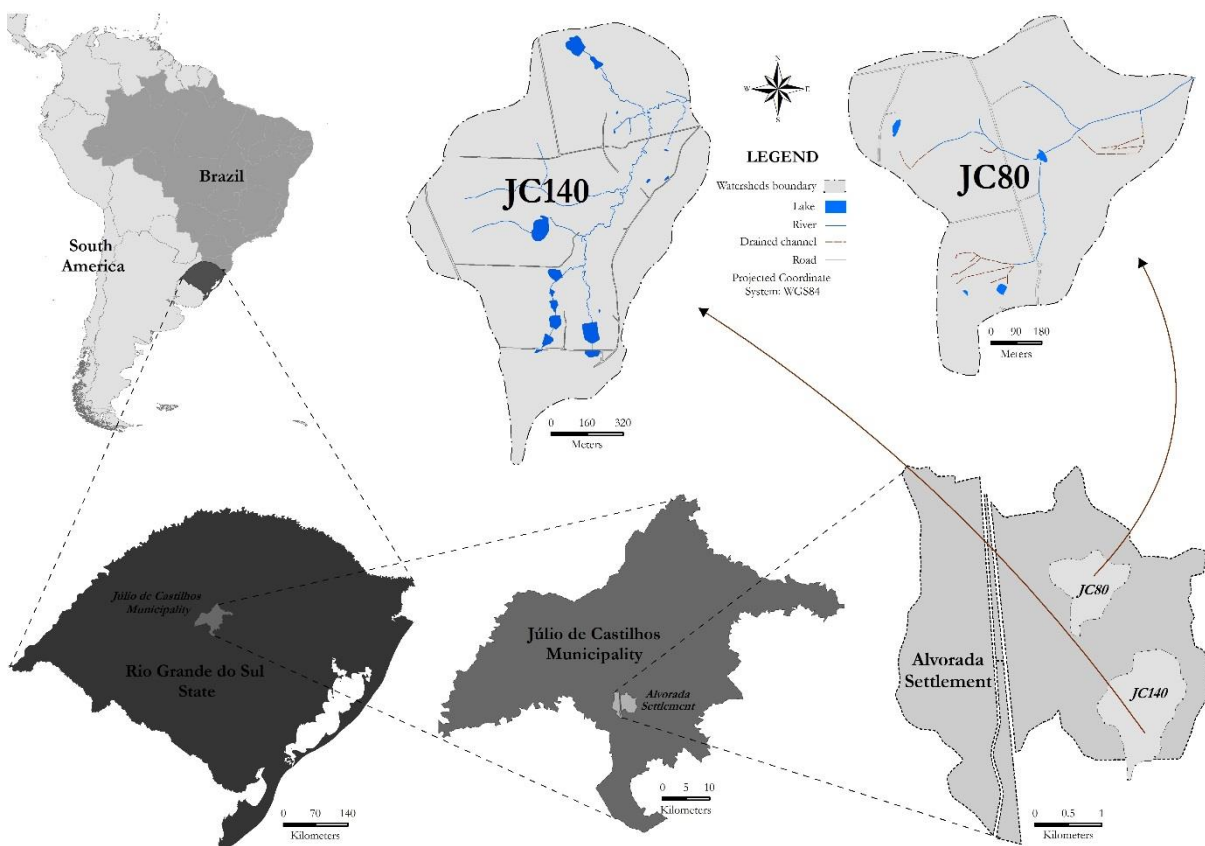 Brazil
South
America
JC140
N
W
E
S
LEGEND
Watersheds boundary
Lake
River
Drained channel
Road
Projected Coordinate
System: WGS84
JC80
0 90 180
Meters
0 160 320
Meters
Júlio de Castilhos
Municipality
Rio Grande do Sul
State
0 70 140
Kilometers
Júlio de Castilhos
Municipality
Alvorada
Settlement
0 5 10
Kilometers
Alvorada
Settlement
JC80
JC140
0 0.5 1
Kilometers